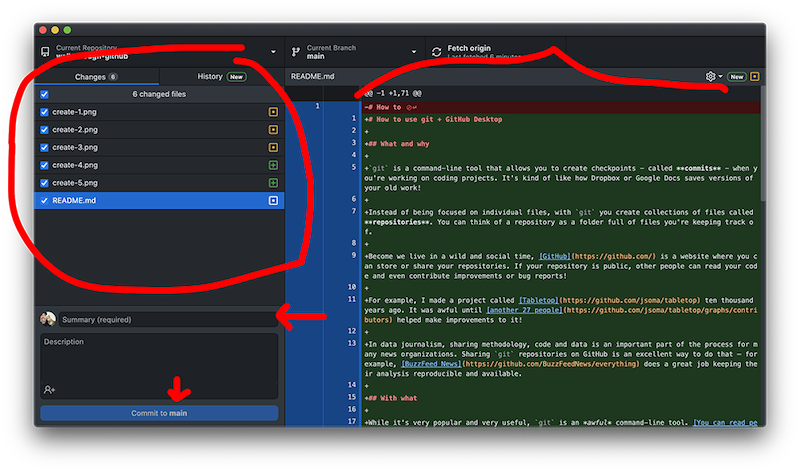 Current Repository
Current Branch
main
Fetch origin
Last fetched 6 minutes
Changes 6
History New
README.md
New
6 changed files
create-1.png
create-2.png
create-3.png
create-4.png
create-5.png
README.md
Summary (required)
Description
Commit to main
@@ -1 +1,71 @@
1 -# How to
1 +# How to use git + GitHub Desktop
2 +
3 +## What and why
4 +
5 +`git` is a command-line tool that allows you to create checkpoints - called **commits** - when y
ou're working on coding projects. It's kind of like how Dropbox or Google Docs saves versions of
your old work!
6 +
7 +Instead of being focused on individual files, with `git` you create collections of files called
**repositories**. You can think of a repository as a folder full of files you're keeping track o
f.
8 +
9 +Become we live in a wild and social time, [GitHub](https://github.com/) is a website where you c
an store or share your repositories. If your repository is public, other people can read your cod
e and even contribute improvements or bug reports!
10 +
11 +For example, I made a project called [Tabletop](https://github.com/jsoma/tabletop) ten thousand
years ago. It was awful until [another 27 people](https://github.com/jsoma/tabletop/graphs/contri
butors) helped make improvements to it!
12 +
13 +In data journalism, sharing methodology, code and data is an important part of the process for m
any news organizations. Sharing `git` repositories on GitHub is an excellent way to do that – for
example, [BuzzFeed News](https://github.com/BuzzFeedNews/everything) does a great job keeping the
ir analysis reproducible and available.
14 +
15 +## With what
16 +
17 +While it's very popular and very useful, `git` is an *awful* command-line tool. [You can read pe